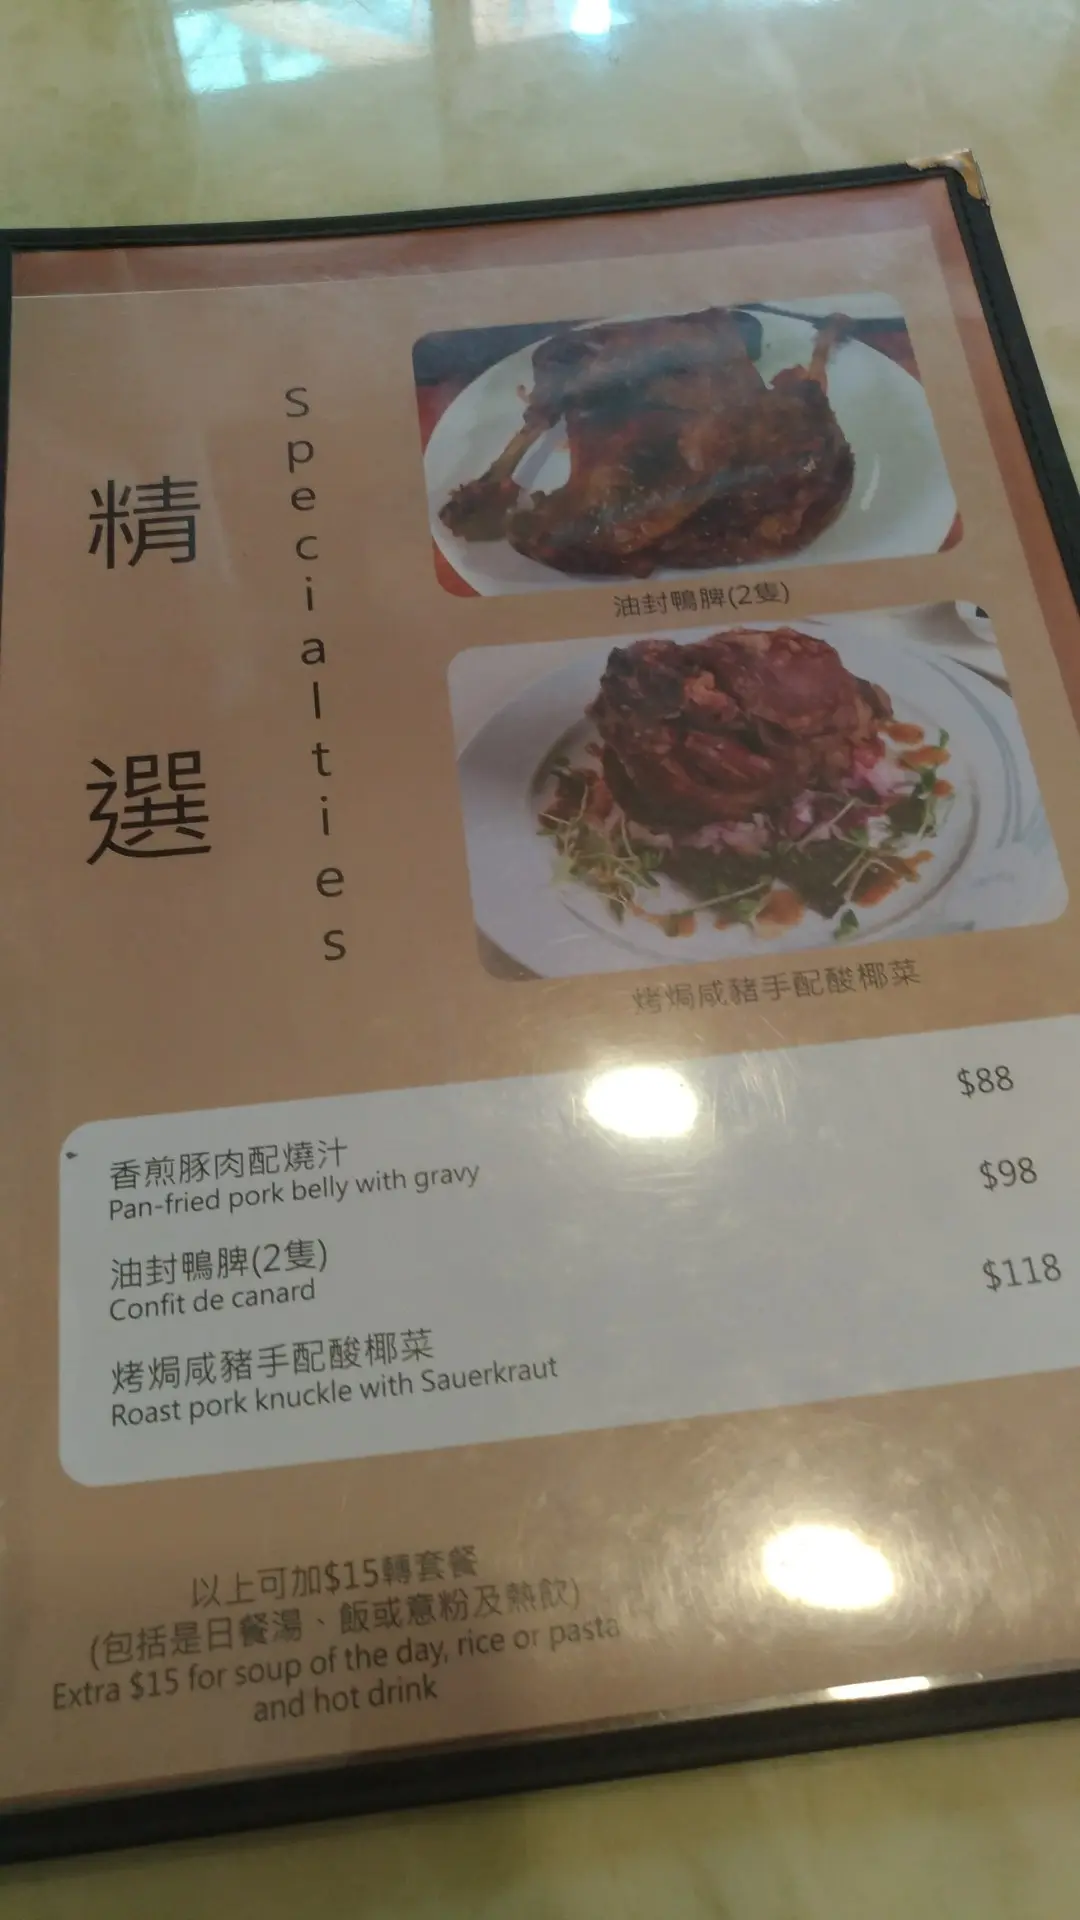 精選
Specialties
油封鴨脾(2隻)
烤焗咸豬手配酸椰菜
香煎豚肉配燒汁 $88
Pan-fried pork belly with gravy
油封鴨脾(2隻) $98
Confit de canard
烤焗咸豬手配酸椰菜 $118
Roast pork knuckle with Sauerkraut
以上可加$15轉套餐
(包括是日餐湯、飯或意粉及熱飲)
Extra $15 for soup of the day, rice or pasta
and hot drink